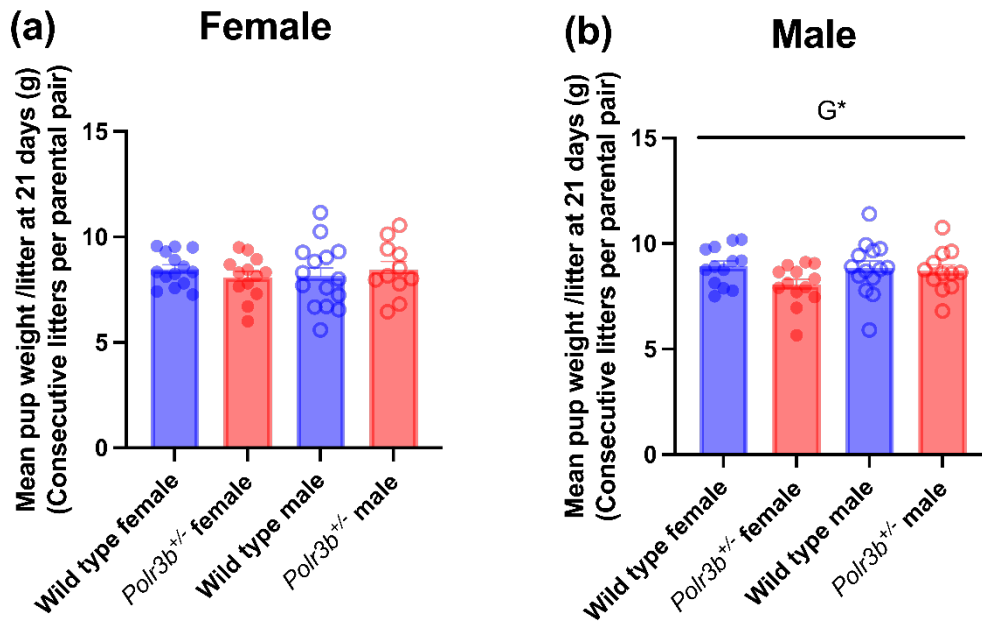 (a) Female
Mean pup weight /litter at 21 days (g)
(Consecutive litters per parental pair)
15
10
5
0
Wild type female
Polr3b+/- female
Wild type male
Polr3b+/- male
(b) Male
Mean pup weight /litter at 21 days (g)
(Consecutive litters per parental pair)
G*
15
10
5
0
Wild type female
Polr3b+/- female
Wild type male
Polr3b+/- male